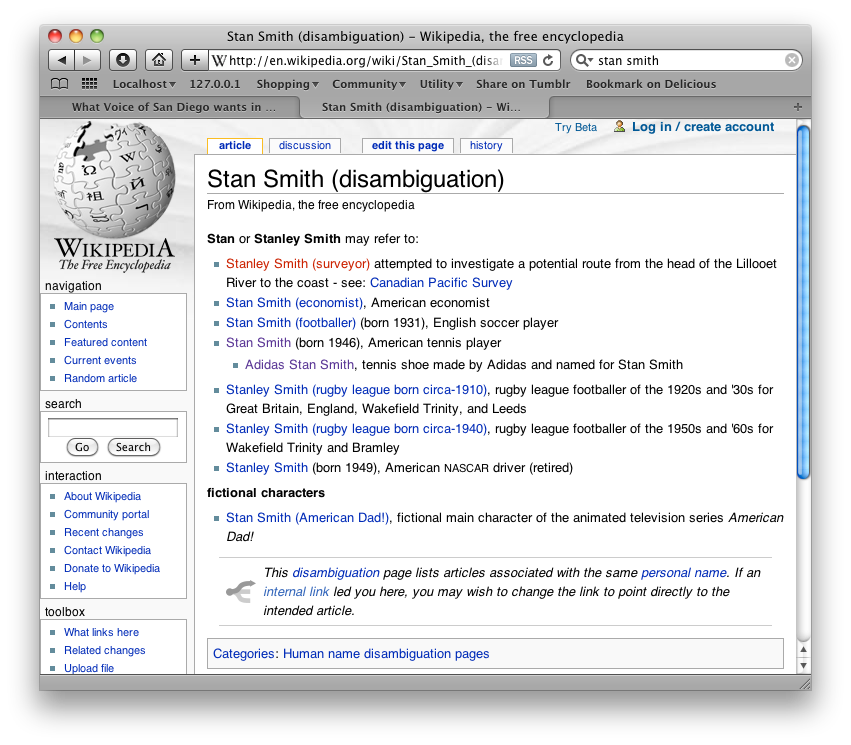 Stan Smith (disambiguation) – Wikipedia, the free encyclopedia
W http://en.wikipedia.org/wiki/Stan_Smith_(disa RSS stan smith
Localhost 127.0.0.1 Shopping Community Utility Share on Tumblr Bookmark on Delicious
What Voice of San Diego wants in ... Stan Smith (disambiguation) – Wi...
Try Beta Log in / create account
article discussion edit this page history
WIKIPEDIA
The Free Encyclopedia
navigation
Main page
Contents
Featured content
Current events
Random article
search
Go Search
interaction
About Wikipedia
Community portal
Recent changes
Contact Wikipedia
Donate to Wikipedia
Help
toolbox
What links here
Related changes
Upload file
Stan Smith (disambiguation)
From Wikipedia, the free encyclopedia
Stan or Stanley Smith may refer to:
Stanley Smith (surveyor) attempted to investigate a potential route from the head of the Lillooet
River to the coast - see: Canadian Pacific Survey
Stan Smith (economist), American economist
Stan Smith (footballer) (born 1931), English soccer player
Stan Smith (born 1946), American tennis player
Adidas Stan Smith, tennis shoe made by Adidas and named for Stan Smith
Stanley Smith (rugby league born circa-1910), rugby league footballer of the 1920s and '30s for
Great Britain, England, Wakefield Trinity, and Leeds
Stanley Smith (rugby league born circa-1940), rugby league footballer of the 1950s and '60s for
Wakefield Trinity and Bramley
Stanley Smith (born 1949), American NASCAR driver (retired)
fictional characters
Stan Smith (American Dad!), fictional main character of the animated television series American
Dad!
This disambiguation page lists articles associated with the same personal name. If an
internal link led you here, you may wish to change the link to point directly to the
intended article.
Categories: Human name disambiguation pages